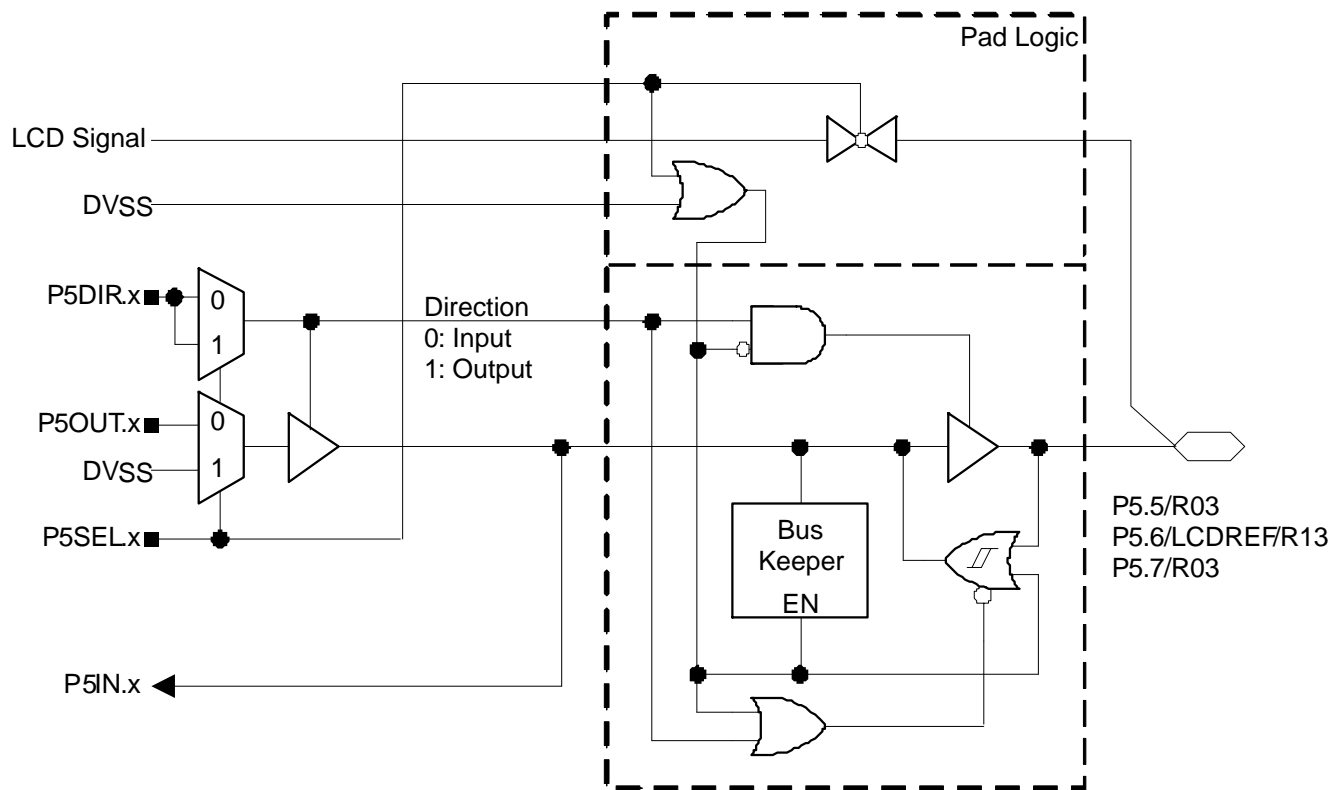 Pad Logic
LCD Signal
DVSS
P5DIR.x
0
1
Direction
0: Input
1: Output
P5OUT.x
0
DVSS
1
P5SEL.x
Bus
Keeper
EN
P5.5/R03
P5.6/LCDREF/R13
P5.7/R03
P5IN.x